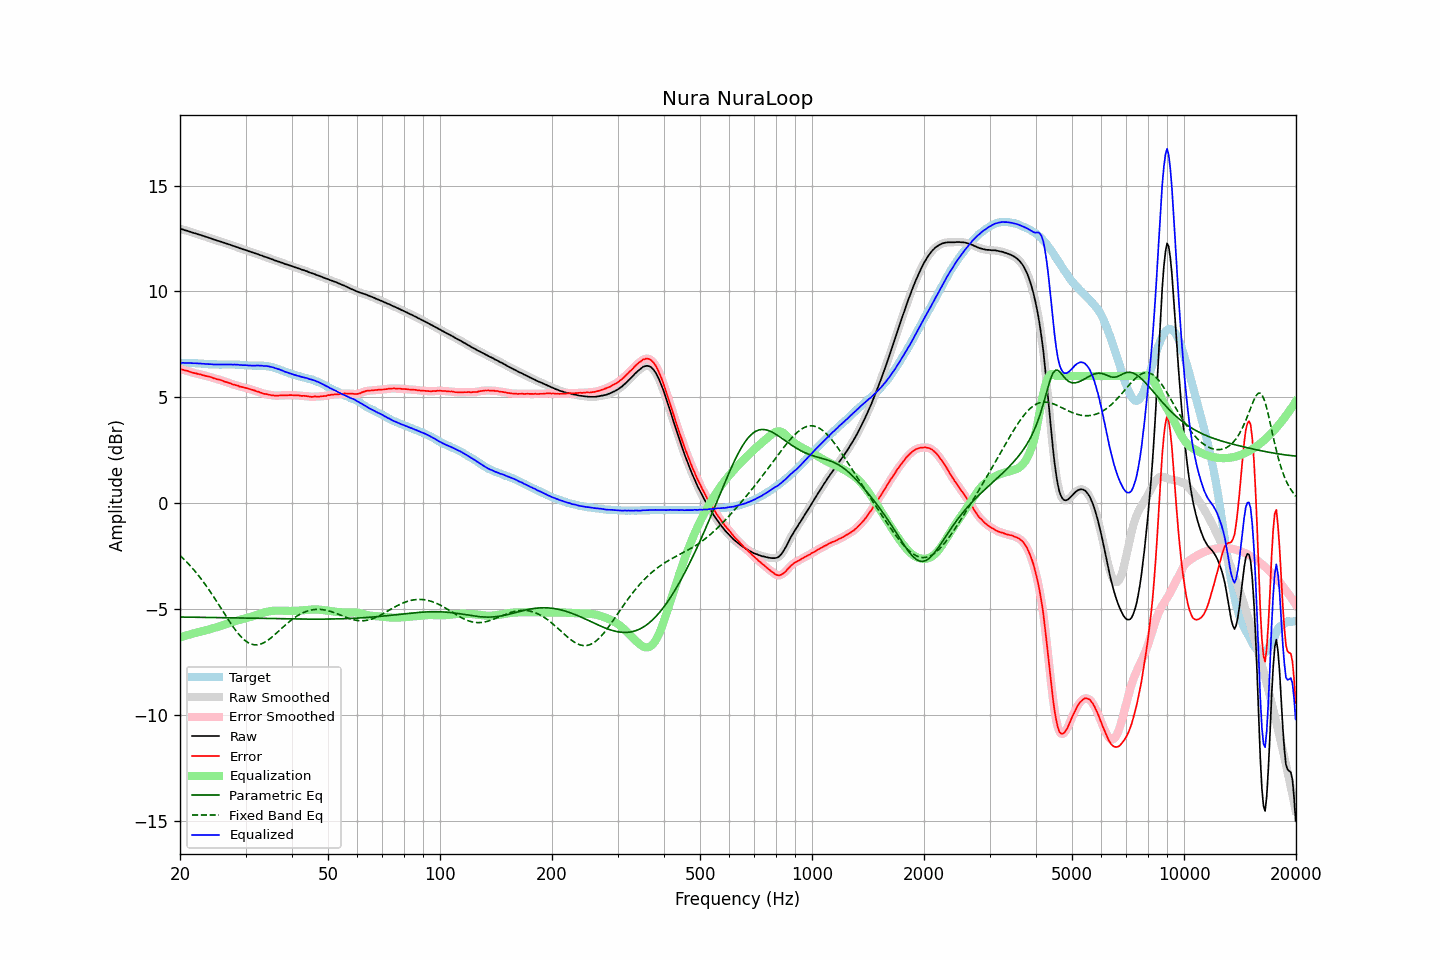 Nura NuraLoop
Amplitude (dBr)
15
10
5
0
−5
−10
−15
Target
Raw Smoothed
Error Smoothed
Raw
Error
Equalization
Parametric Eq
Fixed Band Eq
Equalized
20 50 100 200 500 1000 2000 5000 10000 20000
Frequency (Hz)